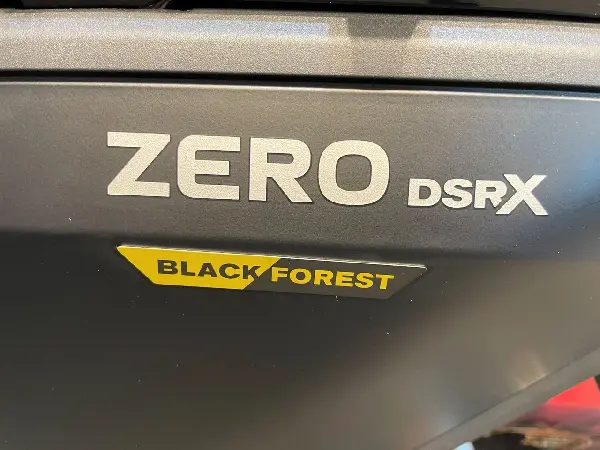 ZERO DSRX
BLACK FOREST